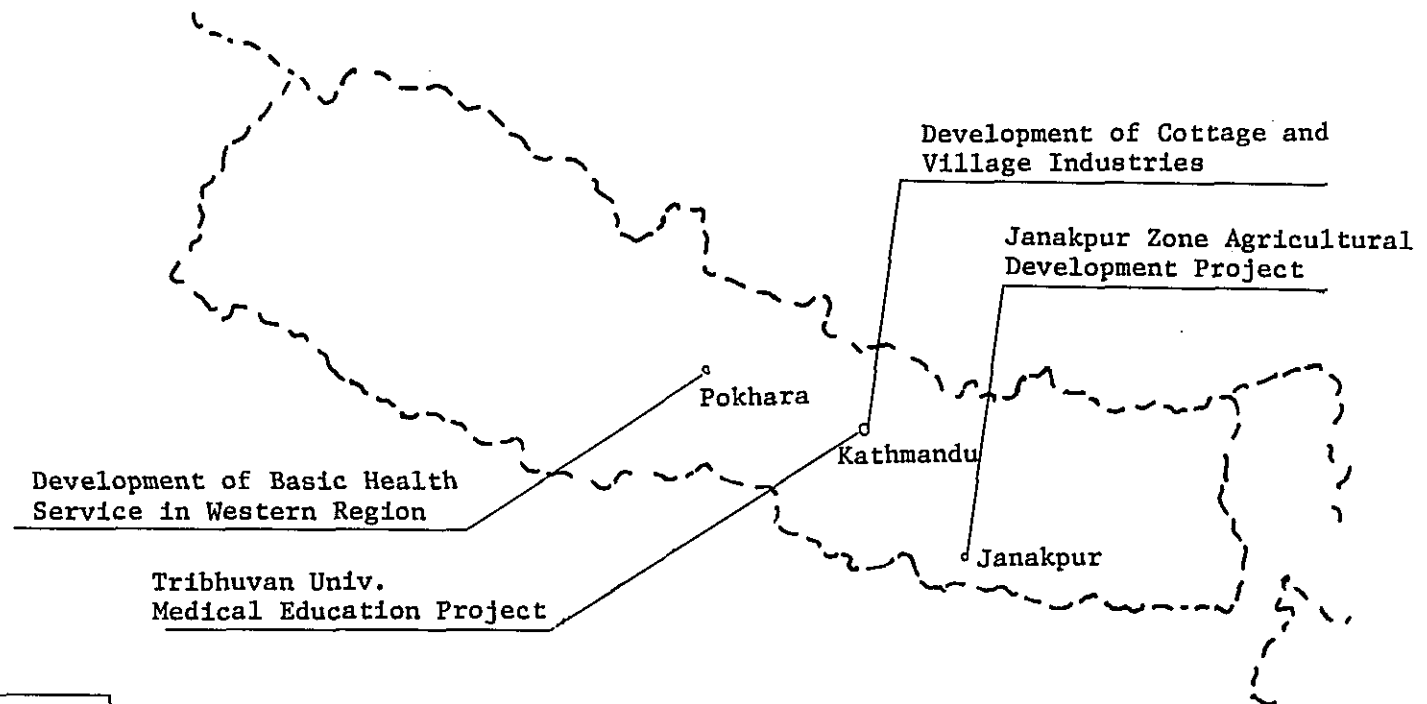 Development of Cottage and
Village Industries
Janakpur Zone Agricultural
Development Project
Pokhara
Kathmandu
Development of Basic Health
Service in Western Region
Janakpur
Tribhuvan Univ.
Medical Education Project